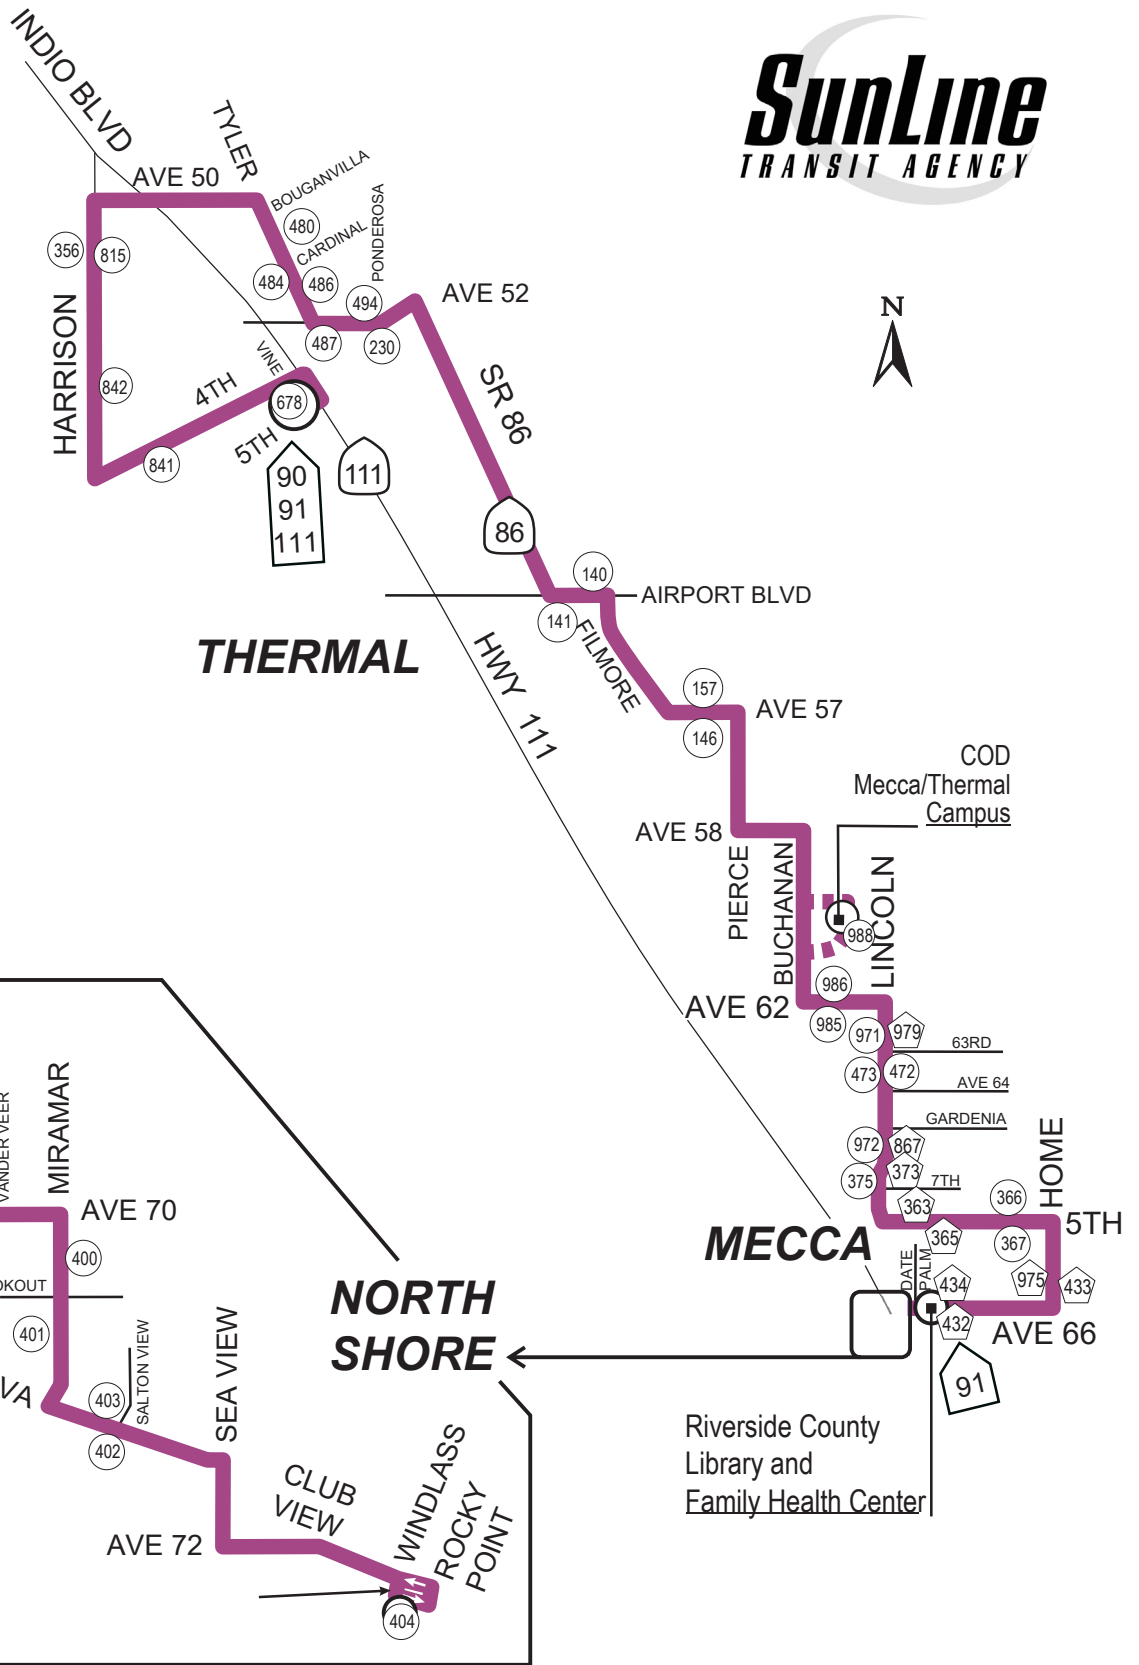 INDIO BLVD
SunLine
TRANSIT AGENCY
TYLER
AVE 50
BOUGANVILLA
PONDEROSA
480
CARDINAL
356
815
484
486
494
AVE 52
HARRISON
487
230
VINE
SR 86
842
4TH
678
5TH
841
90
91
111
111
86
N
140
AIRPORT BLVD
141
FILMORE
THERMAL
HWY 111
157
AVE 57
146
COD
Mecca/Thermal
Campus
AVE 58
PIERCE
BUCHANAN
LINCOLN
988
986
AVE 62
985
971
979
63RD
473
472
AVE 64
GARDENIA
972
867
373
375
7TH
363
366
HOME
5TH
365
367
MECCA
DATE
PALM
434
975
433
432
AVE 66
91
Riverside County
Library and
Family Health Center
NORTH
SHORE
VANDER VEER
MIRAMAR
AVE 70
400
OKOUT
401
SALTON VIEW
SEA VIEW
VA
403
402
CLUB
VIEW
WINDLASS
ROCKY
POINT
AVE 72
404